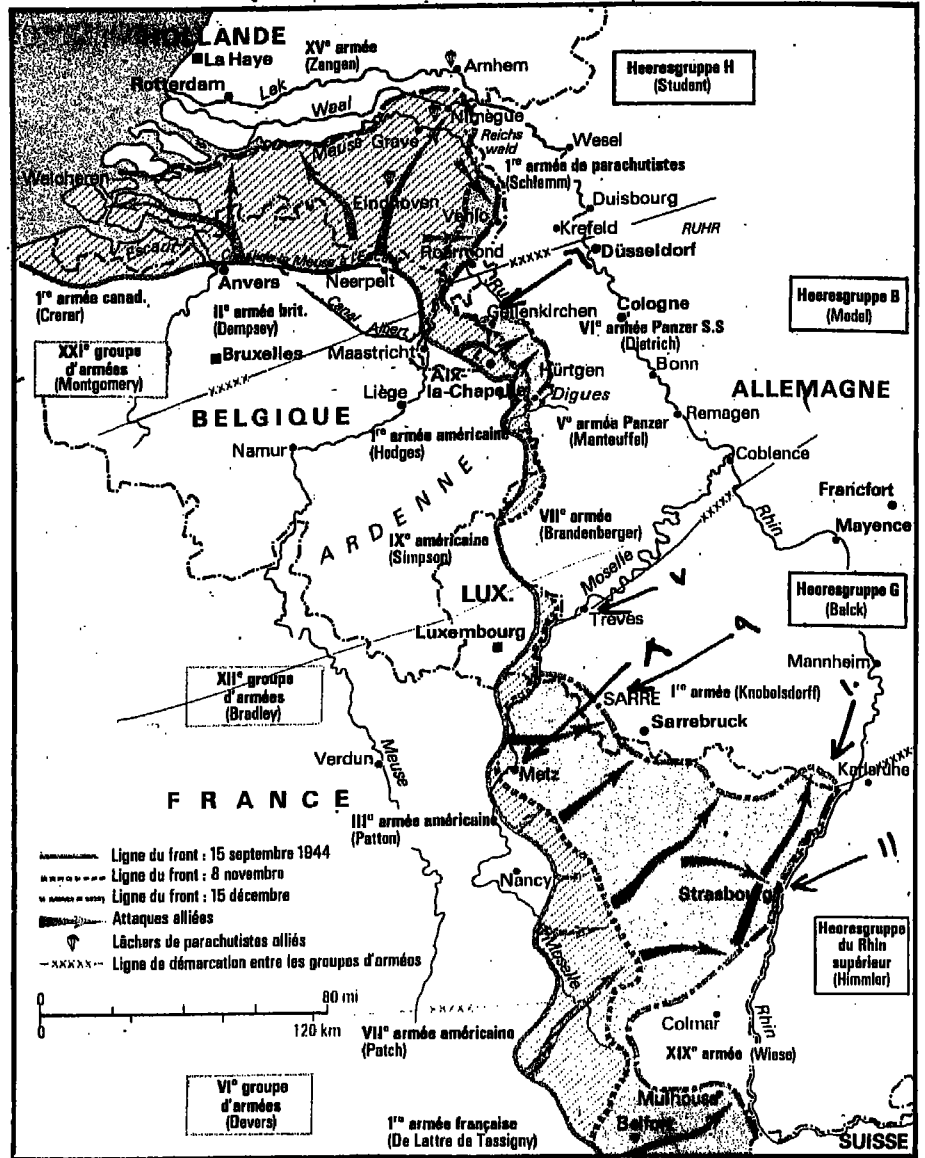 HOLLANDE
La Haye
Rotterdam
XVe armée
(Zangen)
Arnhem
Lek
Waal
Heeresgruppe H
(Student)
Nimègue
Reichs
wald
Wesel
Meuse
Grave
1re armée de parachutistes
(Schlemm)
Walcheren
Eindhoven
Venlo
Duisbourg
Krefeld
RUHR
Düsseldorf
Escaut
Roermond
Anvers
Neerpelt
1re armée canad.
(Crerar)
IIe armée brit.
(Dempsey)
Canal
Albert
Geilenkirchen
Cologne
VIe armée Panzer S.S
(Dietrich)
Heeresgruppe B
(Model)
XXIe groupe
d'armées
(Montgomery)
Bruxelles
Maastricht
Aix-
la-Chapelle
Hürtgen
Bonn
Liège
Digues
ALLEMAGNE
BELGIQUE
Remagen
Ve armée Panzer
(Manteuffel)
Namur
1re armée américaine
(Hodges)
Coblence
ARDENNE
Francfort
Mayence
Rhin
IXe américaine
(Simpson)
VIIe armée
(Brandenberger)
Moselle
LUX.
Trèves
Heeresgruppe G
(Balck)
Luxembourg
Mannheim
XIIe groupe
d'armées
(Bradley)
SARRE
Ire armée (Knobelsdorff)
Sarrebruck
Meuse
Verdun
Metz
Karlsruhe
FRANCE
IIIe armée américaine
(Patton)
Ligne du front : 15 septembre 1944
Ligne du front : 8 novembre
Ligne du front : 15 décembre
Attaques alliées
Lâchers de parachutistes alliés
Ligne de démarcation entre les groupes d'armées
Nancy
Strasbourg
11
Heeresgruppe
du Rhin
supérieur
(Himmler)
Moselle
0 80 mi
0 120 km
VIIe armée américaine
(Patch)
Colmar
Rhin
XIXe armée (Wiese)
VIe groupe
d'armées
(Devers)
1re armée française
(De Lattre de Tassigny)
Mulhouse
Belfort
SUISSE